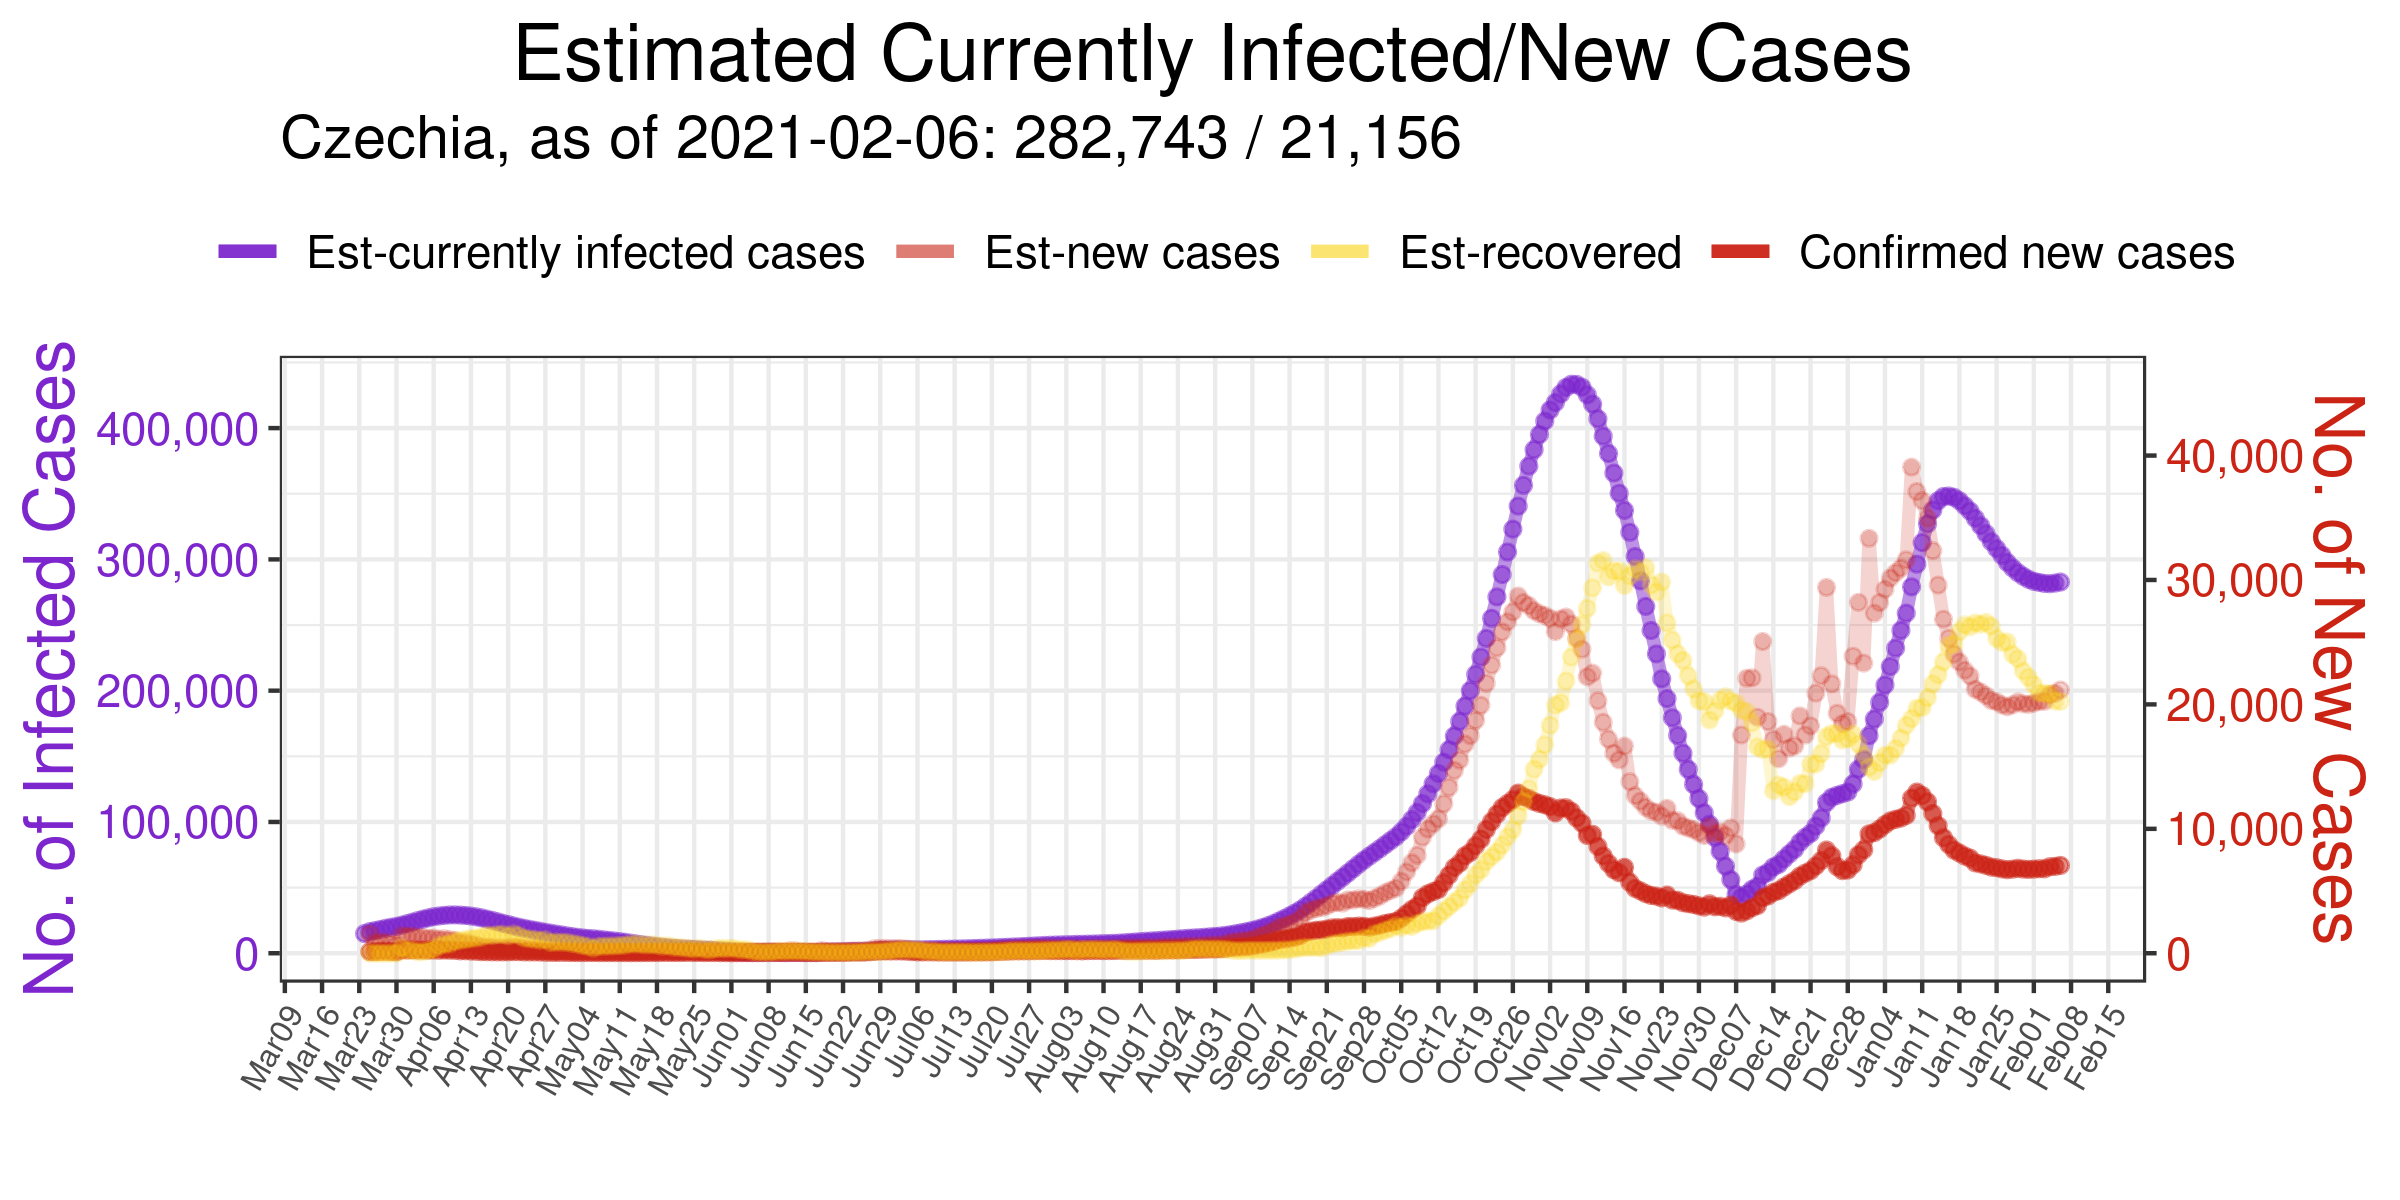 Estimated Currently Infected/New Cases
Czechia, as of 2021-02-06: 282,743 / 21,156
Est-currently infected cases Est-new cases Est-recovered Confirmed new cases
No. of Infected Cases
400,000
300,000
200,000
100,000
0
40,000
30,000
20,000
10,000
0
No. of New Cases
Mar09 Mar16 Mar23 Mar30 Apr06 Apr13 Apr20 Apr27 May04 May11 May18 May25 Jun01 Jun08 Jun15 Jun22 Jun29 Jul06 Jul13 Jul20 Jul27 Aug03 Aug10 Aug17 Aug24 Aug31 Sep07 Sep14 Sep21 Sep28 Oct05 Oct12 Oct19 Oct26 Nov02 Nov09 Nov16 Nov23 Nov30 Dec07 Dec14 Dec21 Dec28 Jan04 Jan11 Jan18 Jan25 Feb01 Feb08 Feb15